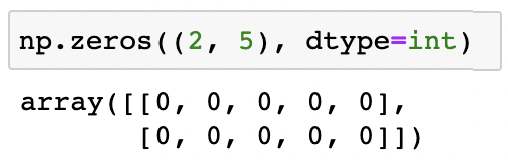 np.zeros((2, 5), dtype=int)
array([[0, 0, 0, 0, 0],
       [0, 0, 0, 0, 0]])